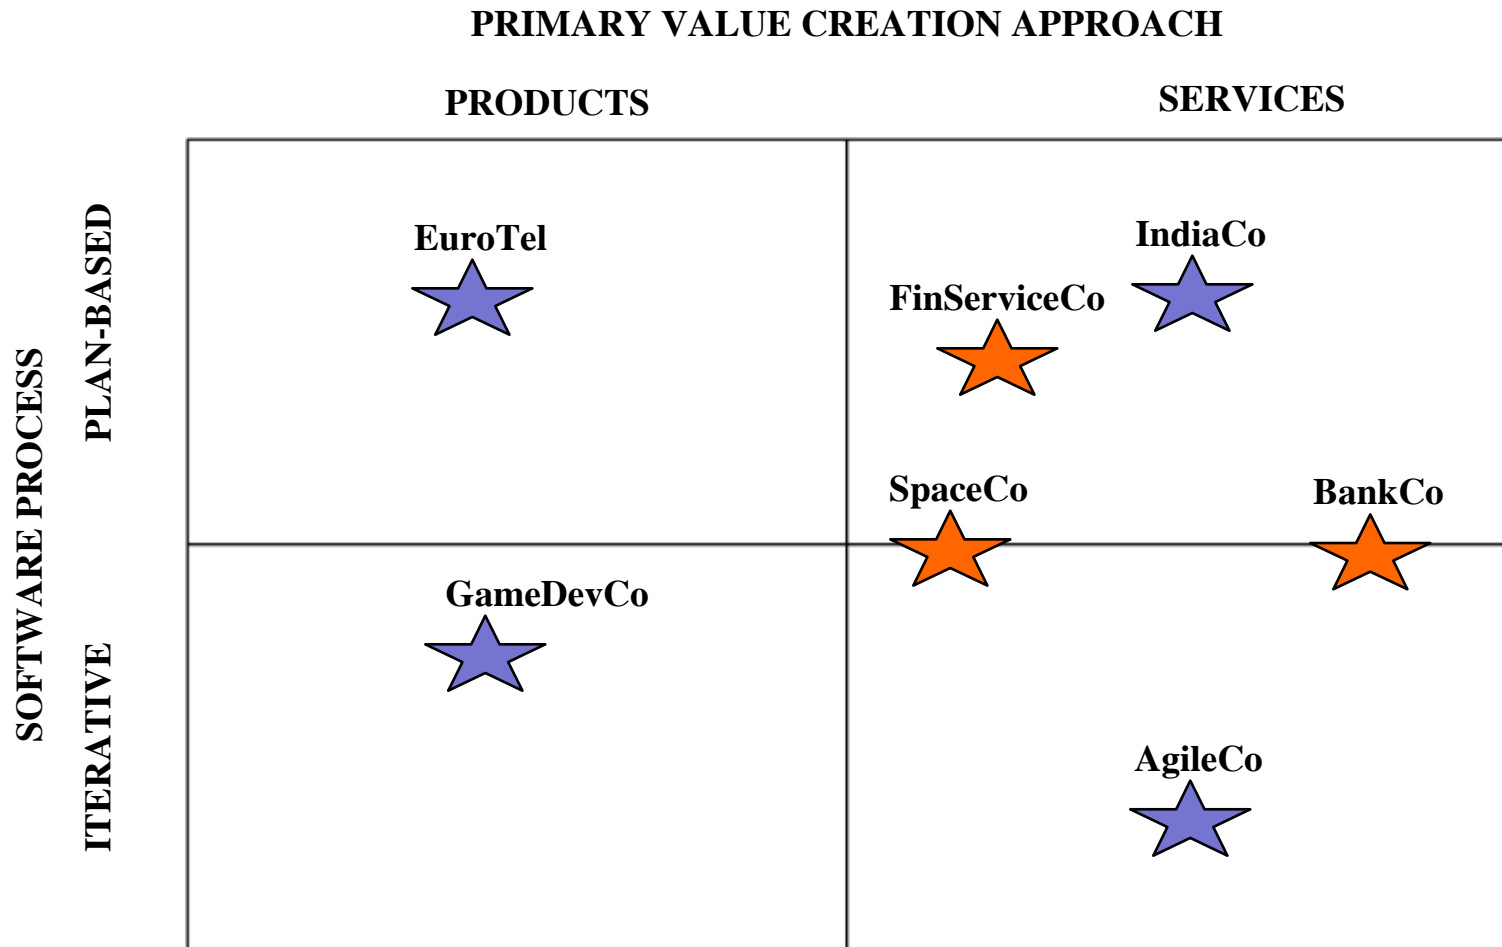 PRIMARY VALUE CREATION APPROACH
PRODUCTS
SERVICES
SOFTWARE PROCESS
PLAN-BASED
ITERATIVE
EuroTel
IndiaCo
FinServiceCo
SpaceCo
BankCo
GameDevCo
AgileCo